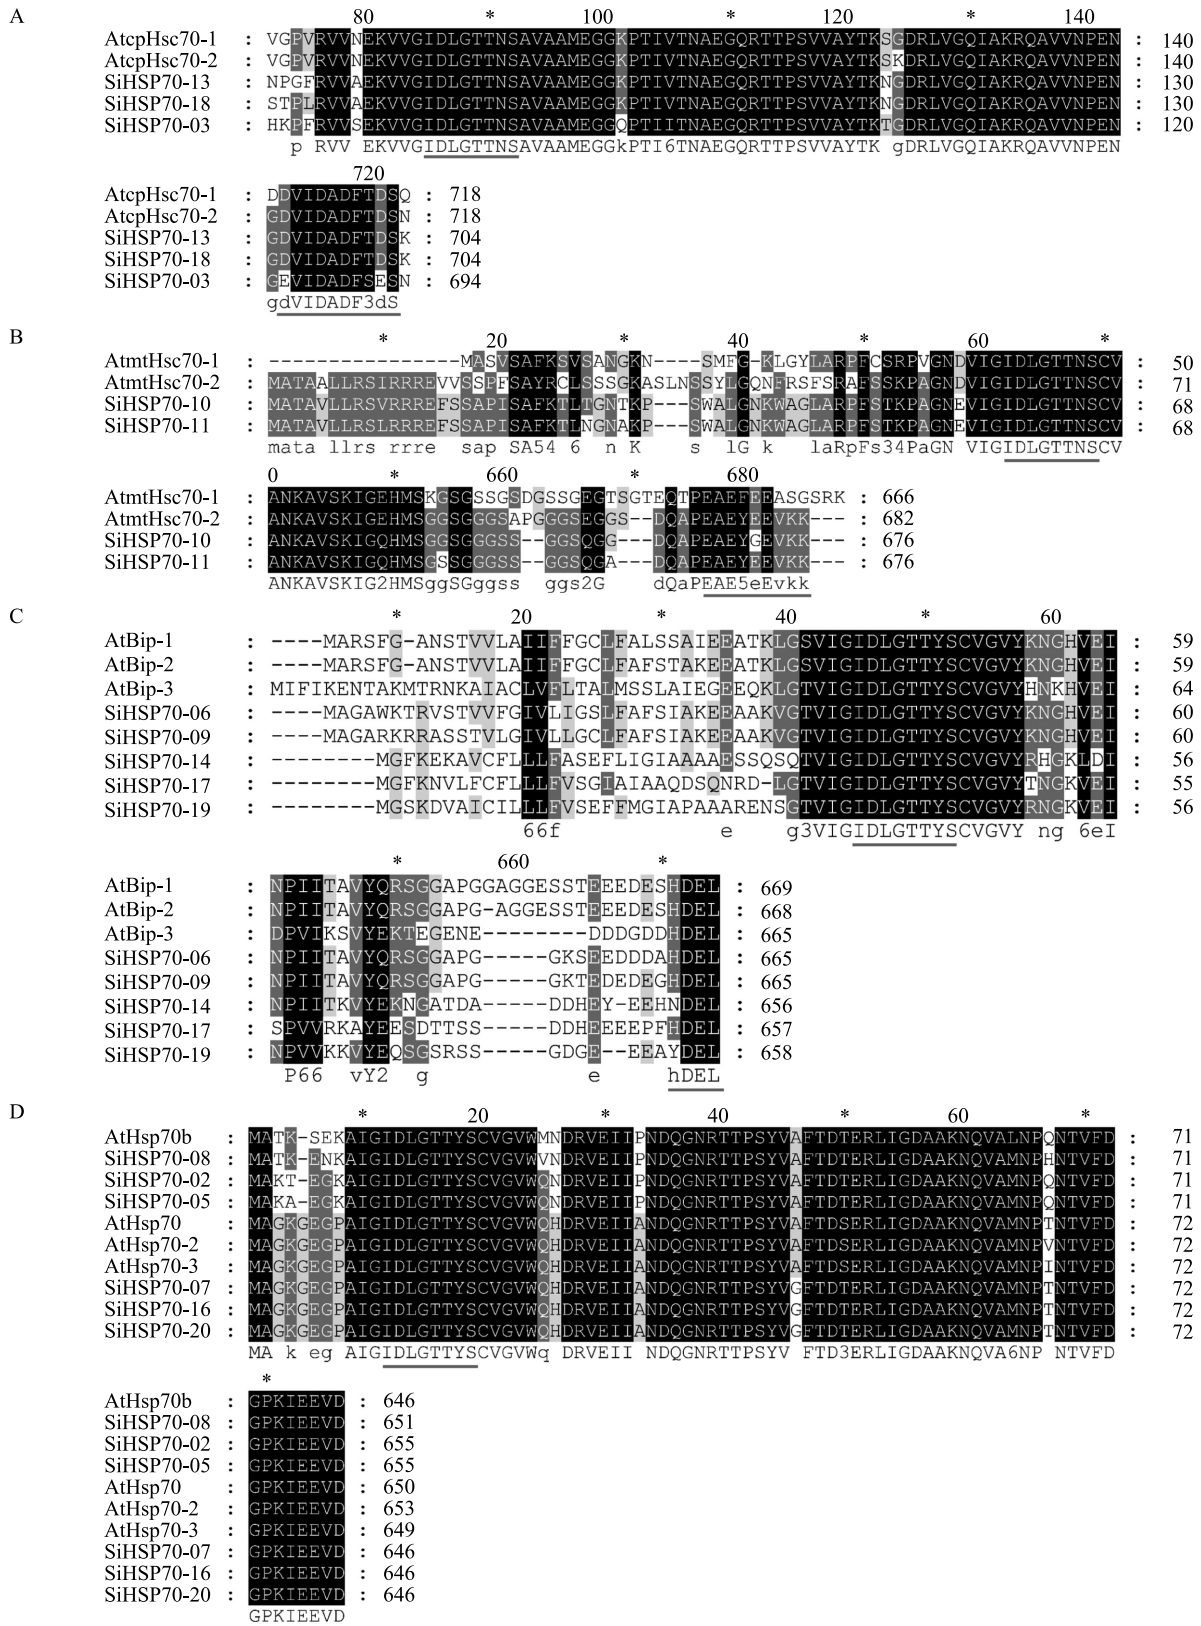 A
80 * 100 * 120 * 140
AtcpHsc70-1 : VGPVRVVNEKVVGIDLGTTNSAVAAMEGGKPTIVTNAEGQRTTPSVVAYTKSGDRLVGQIAKRQAVVNPEN : 140
AtcpHsc70-2 : VGPVRVVNEKVVGIDLGTTNSAVAAMEGGKPTIVTNAEGQRTTPSVVAYTKSKDRLVGQIAKRQAVVNPEN : 140
SiHSP70-13 : NPGFRVVAEKVVGIDLGTTNSAVAAMEGGKPTIVTNAEGQRTTPSVVAYTKNGDRLVGQIAKRQAVVNPEN : 130
SiHSP70-18 : STPLRVVAEKVVGIDLGTTNSAVAAMEGGKPTIVTNAEGQRTTPSVVAYTKNGDRLVGQIAKRQAVVNPEN : 130
SiHSP70-03 : HKPFRVVSEKVVGIDLGTTNSAVAAMEGGQPTIITNAEGQRTTPSVVAYTKTGDRLVGQIAKRQAVVNPEN : 120
p RVV EKVVGIDLGTTNSAVAAMEGGkPTI6TNAEGQRTTPSVVAYTK gDRLVGQIAKRQAVVNPEN
720
AtcpHsc70-1 : DDVIDADFTDSQ : 718
AtcpHsc70-2 : GDVIDADFTDSN : 718
SiHSP70-13 : GDVIDADFTDSK : 704
SiHSP70-18 : GDVIDADFTDSK : 704
SiHSP70-03 : GEVIDADFSESN : 694
gdVIDADF3dS
B
* 20 * 40 * 60 *
AtmtHsc70-1 : ----------------MASVSAFKSVSANGKN----SMFG-KLGYLARPFCSRPVGNDVIGIDLGTTNSCV : 50
AtmtHsc70-2 : MATAALLRSIRRREVVSSPFSAYRCLSSSGKASLNSSYLGQNFRSFSRAFSSKPAGNDVIGIDLGTTNSCV : 71
SiHSP70-10 : MATAVLLRSVRRREFSSAPISAFKTLTGNTKP---SWALGNKWAGLARPFSTKPAGNEVIGIDLGTTNSCV : 68
SiHSP70-11 : MATSALLRSVRRREFSSAPISAFKTLNGNAKP---SWALGNKWAGLARPFSTKPAGNEVIGIDLGTTNSCV : 68
mata llrs rrre sapSA54 6 n K s lG k laRpFs34PaGN VIGIDLGTTNSCV
0 * 660 * 680
AtmtHsc70-1 : ANKAVSKIGEHMSKGSGSSGSDGSSGEGTSGTEQTPEAEFEEASGSRK : 666
AtmtHsc70-2 : ANKAVSKIGEHMSGGSGGGSAPGGGSEGGS--DQAPEAEYEEVKK--- : 682
SiHSP70-10 : ANKAVSKIGQHMSGGSGGGSS--GGSQGG---DQAPEAEYGEVKK--- : 676
SiHSP70-11 : ANKAVSKIGQHMSGSSGGGSS--GGSQGA---DQAPEAEYEEVKK--- : 676
ANKAVSKIG2HMSggSGggss ggs2G dQaPEAE5eEvkk
C
* 20 * 40 * 60
AtBip-1 : ----MARSFG-ANSTVVLAIIFFGCLFALSSAIEEATKLGSVIGIDLGTTYSCVGVYKNGHVEI : 59
AtBip-2 : ----MARSFG-ANSTVVLAIIFFGCLFAFSTAKEEATKLGSVIGIDLGTTYSCVGVYKNGHVEI : 59
AtBip-3 : MIFIKENTAKMTRNKAIACLVFLTALMSSLAIEGEEQKLGTVIGIDLGTTYSCVGVYHNKHVEI : 64
SiHSP70-06 : ----MAGAWKTRVSTVVFGIVLIGSLFAFSIAKEEAAKVGTVIGIDLGTTYSCVGVYKNGHVEI : 60
SiHSP70-09 : ----MAGARKRRASSTVLGIVLLGCLFAFSIAKEEAAKVGTVIGIDLGTTYSCVGVYKNGHVEI : 60
SiHSP70-14 : --------MGFKEKAVCFLLLFASEFLIGIAAAAESSQSQTVIGIDLGTTYSCVGVYRHGKLDI : 56
SiHSP70-17 : --------MGFKNVLFCFLLLFVSGLAIAAQDSQNRD-LGTVIGIDLGTTYSCVGVYTNGKVEI : 55
SiHSP70-19 : --------MGSKDVAICILLLFVSEFFMGIAPAAARENSGTVIGIDLGTTYSCVGVYRNGKVEI : 56
66f e g3VIGIDLGTTYSCVGVY ng 6eI
* 660 *
AtBip-1 : NPIITAVYQRSGGAPGGAGGESSTEEEDESHDEL : 669
AtBip-2 : NPIITAVYQRSGGAPG-AGGESSTEEEDESHDEL : 668
AtBip-3 : DPVIKSVYEKTEGENE--------DDDGDDHDEL : 665
SiHSP70-06 : NPIITAVYQRSGGAPG-----GKSEEDDDAHDEL : 665
SiHSP70-09 : NPIITAVYQRSGGAPG-----GKTEDEDEGHDEL : 665
SiHSP70-14 : NPIITKVYEKNGATDA-----DDHEY-EEHNDEL : 656
SiHSP70-17 : SPVVRKAYEESDTTSS-----DDHEEEEPFHDEL : 657
SiHSP70-19 : NPVVKKVYEQSGSRSS-----GDGE--EEAYDEL : 658
P66 vY2 g e hDEL
D
* 20 * 40 * 60 *
AtHsp70b : MATK-SEKAIGIDLGTTYSCVGVWMNDRVEIIPNDQGNRTTPSYVAFTDTERLIGDAAKNQVALNPQNTVFD : 71
SiHSP70-08 : MATK-ENKAIGIDLGTTYSCVGVWVNDRVEIIPNDQGNRTTPSYVAFTDTERLIGDAAKNQVAMNPHNTVFD : 71
SiHSP70-02 : MAKT-EGKAIGIDLGTTYSCVGVWQNDRVEIIPNDQGNRTTPSYVAFTDTERLIGDAAKNQVAMNPQNTVFD : 71
SiHSP70-05 : MAKA-EGKAIGIDLGTTYSCVGVWQNDRVEIIPNDQGNRTTPSYVAFTDTERLIGDAAKNQVAMNPQNTVFD : 71
AtHsp70 : MAGKGEGPAIGIDLGTTYSCVGVWQHDRVEIIANDQGNRTTPSYVAFTDSERLIGDAAKNQVAMNPTNTVFD : 72
AtHsp70-2 : MAGKGEGPAIGIDLGTTYSCVGVWQHDRVEIIANDQGNRTTPSYVAFTDSERLIGDAAKNQVAMNPVNTVFD : 72
AtHsp70-3 : MAGKGEGPAIGIDLGTTYSCVGVWQHDRVEIIANDQGNRTTPSYVAFTDSERLIGDAAKNQVAMNPINTVFD : 72
SiHSP70-07 : MAGKGEGPAIGIDLGTTYSCVGVWQHDRVEIIANDQGNRTTPSYVGFTDTERLIGDAAKNQVAMNPTNTVFD : 72
SiHSP70-16 : MAGKGEGPAIGIDLGTTYSCVGVWQHDRVEIIANDQGNRTTPSYVGFTDTERLIGDAAKNQVAMNPTNTVFD : 72
SiHSP70-20 : MAGKGEGPAIGIDLGTTYSCVGVWQHDRVEIIANDQGNRTTPSYVGFTDTERLIGDAAKNQVAMNPTNTVFD : 72
MA k eg AIGIDLGTTYSCVGVWq DRVEII NDQGNRTTPSYV FTD3ERLIGDAAKNQVA6NP NTVFD
*
AtHsp70b : GPKIEEVD : 646
SiHSP70-08 : GPKIEEVD : 651
SiHSP70-02 : GPKIEEVD : 655
SiHSP70-05 : GPKIEEVD : 655
AtHsp70 : GPKIEEVD : 650
AtHsp70-2 : GPKIEEVD : 653
AtHsp70-3 : GPKIEEVD : 649
SiHSP70-07 : GPKIEEVD : 646
SiHSP70-16 : GPKIEEVD : 646
SiHSP70-20 : GPKIEEVD : 646
GPKIEEVD